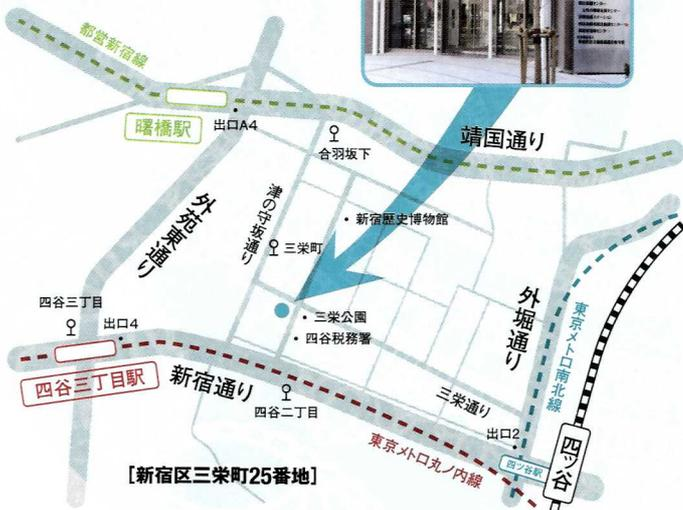 都営新宿線
曙橋駅
出口A4
合羽坂下
靖国通り
外苑東通り
津の守坂通り
新宿歴史博物館
三栄町
四谷三丁目
出口4
三栄公園
四谷税務署
外堀通り
東京メトロ南北線
四谷三丁目駅
新宿通り
四谷二丁目
三栄通り
出口2
東京メトロ丸ノ内線
四ツ谷駅
四ツ谷
[新宿区三栄町25番地]